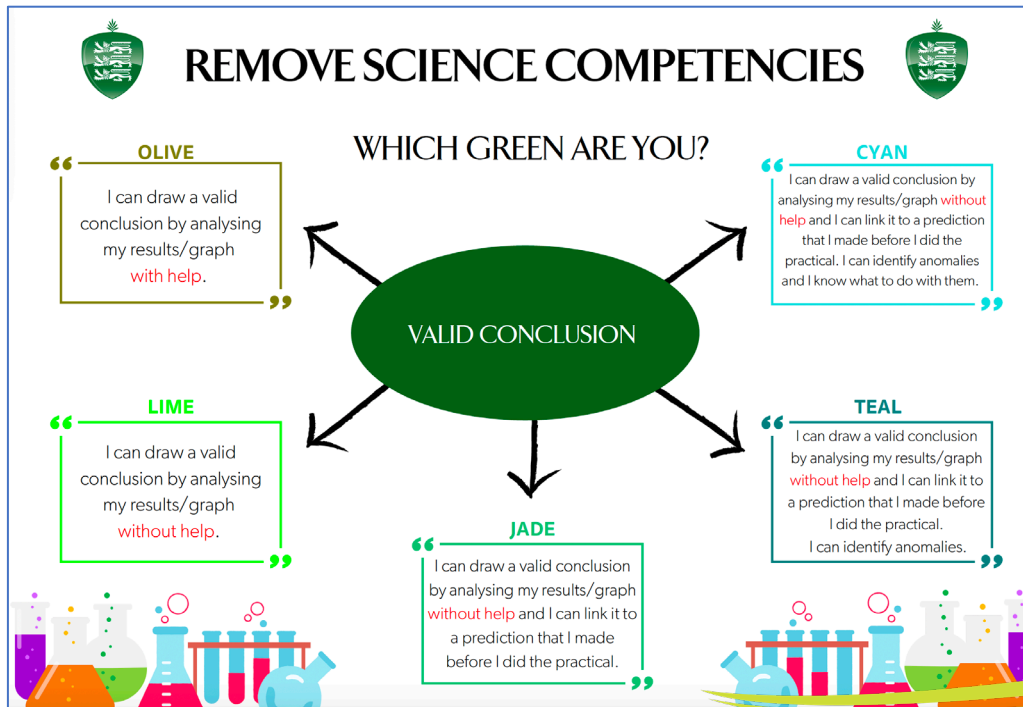 REMOVE SCIENCE COMPETENCIES
WHICH GREEN ARE YOU?
OLIVE
“
I can draw a valid
conclusion by analysing
my results/graph
with help.
”
CYAN
“
I can draw a valid conclusion by
analysing my results/graph without
help and I can link it to a prediction
that I made before I did the
practical. I can identify anomalies
and I know what to do with them.
”
VALID CONCLUSION
LIME
“
I can draw a valid
conclusion by analysing
my results/graph
without help.
”
TEAL
“
I can draw a valid conclusion
by analysing my results/graph
without help and I can link it to
a prediction that I made before
I did the practical.
I can identify anomalies.
”
JADE
“
I can draw a valid conclusion
by analysing my results/graph
without help and I can link it to
a prediction that I made
before I did the practical.
”